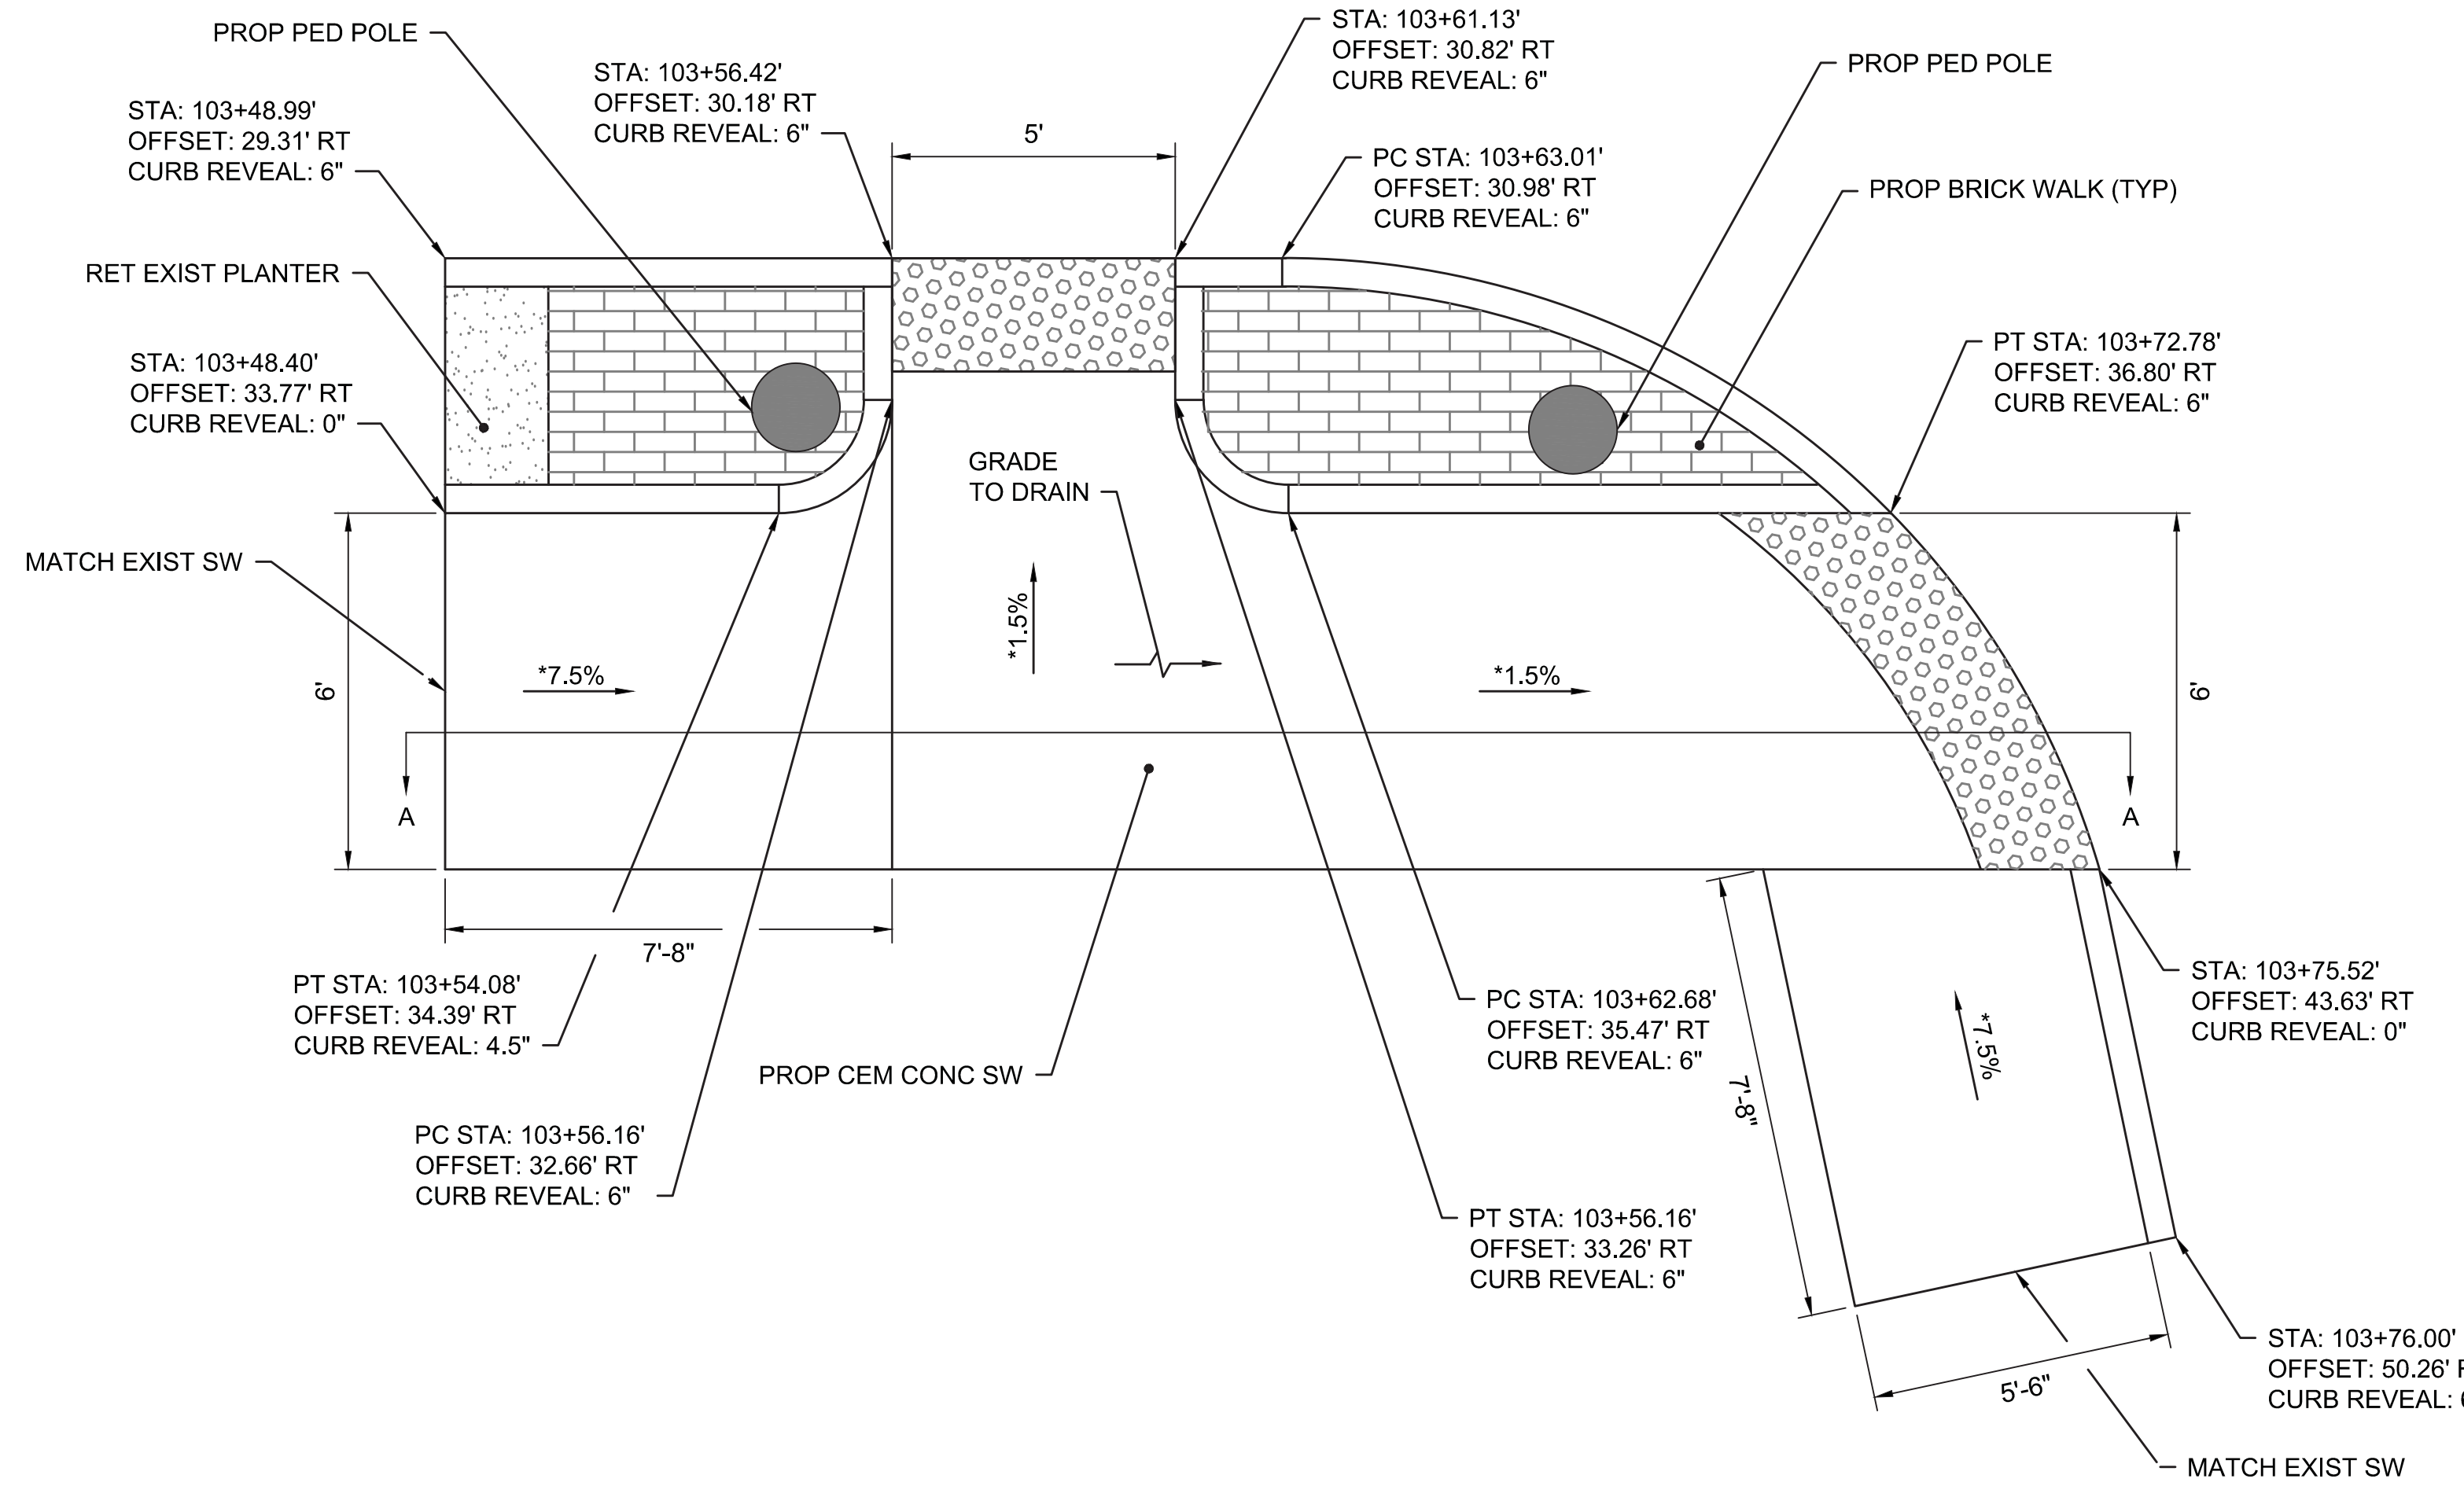 PROP PED POLE
STA: 103+61.13'
OFFSET: 30.82' RT
CURB REVEAL: 6"
STA: 103+56.42'
OFFSET: 30.18' RT
CURB REVEAL: 6"
PROP PED POLE
STA: 103+48.99'
OFFSET: 29.31' RT
CURB REVEAL: 6"
5'
PC STA: 103+63.01'
OFFSET: 30.98' RT
CURB REVEAL: 6"
PROP BRICK WALK (TYP)
RET EXIST PLANTER
STA: 103+48.40'
OFFSET: 33.77' RT
CURB REVEAL: 0"
PT STA: 103+72.78'
OFFSET: 36.80' RT
CURB REVEAL: 6"
GRADE
TO DRAIN
MATCH EXIST SW
*1.5%
*7.5%
*1.5%
6'
6'
A
A
7'-8"
PT STA: 103+54.08'
OFFSET: 34.39' RT
CURB REVEAL: 4.5"
PC STA: 103+62.68'
OFFSET: 35.47' RT
CURB REVEAL: 6"
STA: 103+75.52'
OFFSET: 43.63' RT
CURB REVEAL: 0"
*7.5%
7'-8"
PROP CEM CONC SW
PC STA: 103+56.16'
OFFSET: 32.66' RT
CURB REVEAL: 6"
PT STA: 103+56.16'
OFFSET: 33.26' RT
CURB REVEAL: 6"
STA: 103+76.00'
OFFSET: 50.26'
CURB REVEAL:
5'-6"
MATCH EXIST SW